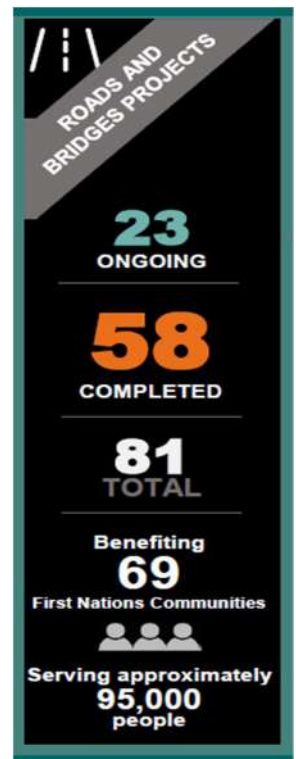 ROADS AND
BRIDGES PROJECTS
23
ONGOING
58
COMPLETED
81
TOTAL
Benefiting
69
First Nations Communities
Serving approximately
95,000
people